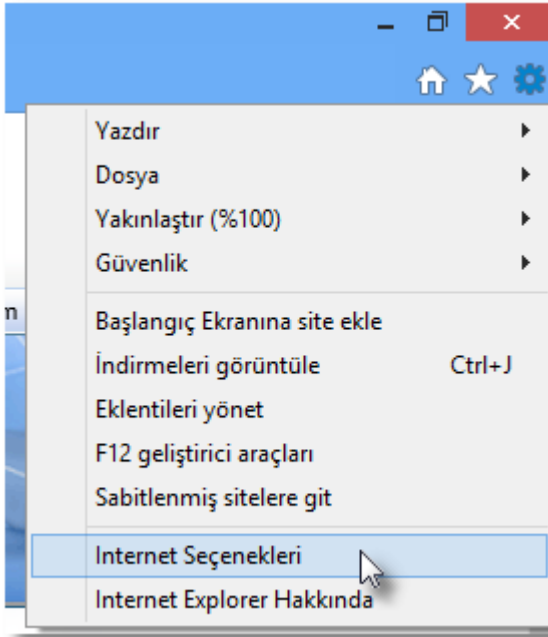 Yazdır
Dosya
Yakınlaştır (%100)
Güvenlik
m
Başlangıç Ekranına site ekle
İndirmeleri görüntüle Ctrl+J
Eklentileri yönet
F12 geliştirici araçları
Sabitlenmiş sitelere git
Internet Seçenekleri
Internet Explorer Hakkında